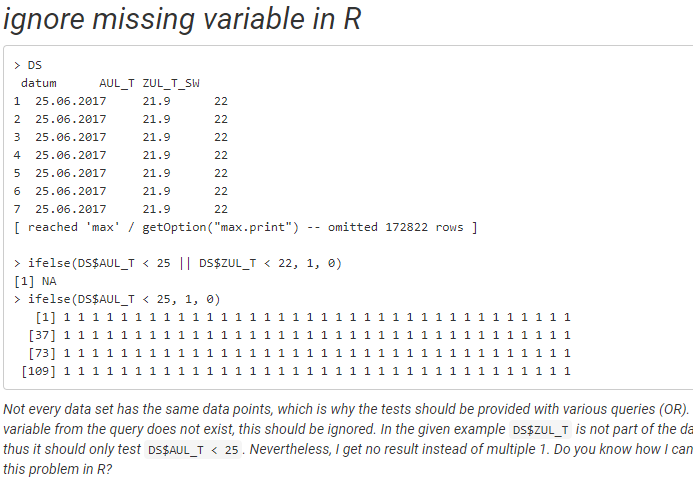 ignore missing variable in R
> DS
datum AUL_T ZUL_T_SW
1 25.06.2017 21.9 22
2 25.06.2017 21.9 22
3 25.06.2017 21.9 22
4 25.06.2017 21.9 22
5 25.06.2017 21.9 22
6 25.06.2017 21.9 22
7 25.06.2017 21.9 22
[ reached 'max' / getOption("max.print") -- omitted 172822 rows ]
> ifelse(DS$AUL_T < 25 || DS$ZUL_T < 22, 1, 0)
[1] NA
> ifelse(DS$AUL_T < 25, 1, 0)
[1] 1 1 1 1 1 1 1 1 1 1 1 1 1 1 1 1 1 1 1 1 1 1 1 1 1 1 1 1 1 1 1 1 1 1 1 1
[37] 1 1 1 1 1 1 1 1 1 1 1 1 1 1 1 1 1 1 1 1 1 1 1 1 1 1 1 1 1 1 1 1 1 1 1 1
[73] 1 1 1 1 1 1 1 1 1 1 1 1 1 1 1 1 1 1 1 1 1 1 1 1 1 1 1 1 1 1 1 1 1 1 1 1
[109] 1 1 1 1 1 1 1 1 1 1 1 1 1 1 1 1 1 1 1 1 1 1 1 1 1 1 1 1 1 1 1 1 1 1 1 1
Not every data set has the same data points, which is why the tests should be provided with various queries (OR).
variable from the query does not exist, this should be ignored. In the given example DS$ZUL_T is not part of the da
thus it should only test DS$AUL_T < 25 . Nevertheless, I get no result instead of multiple 1. Do you know how I can
this problem in R?